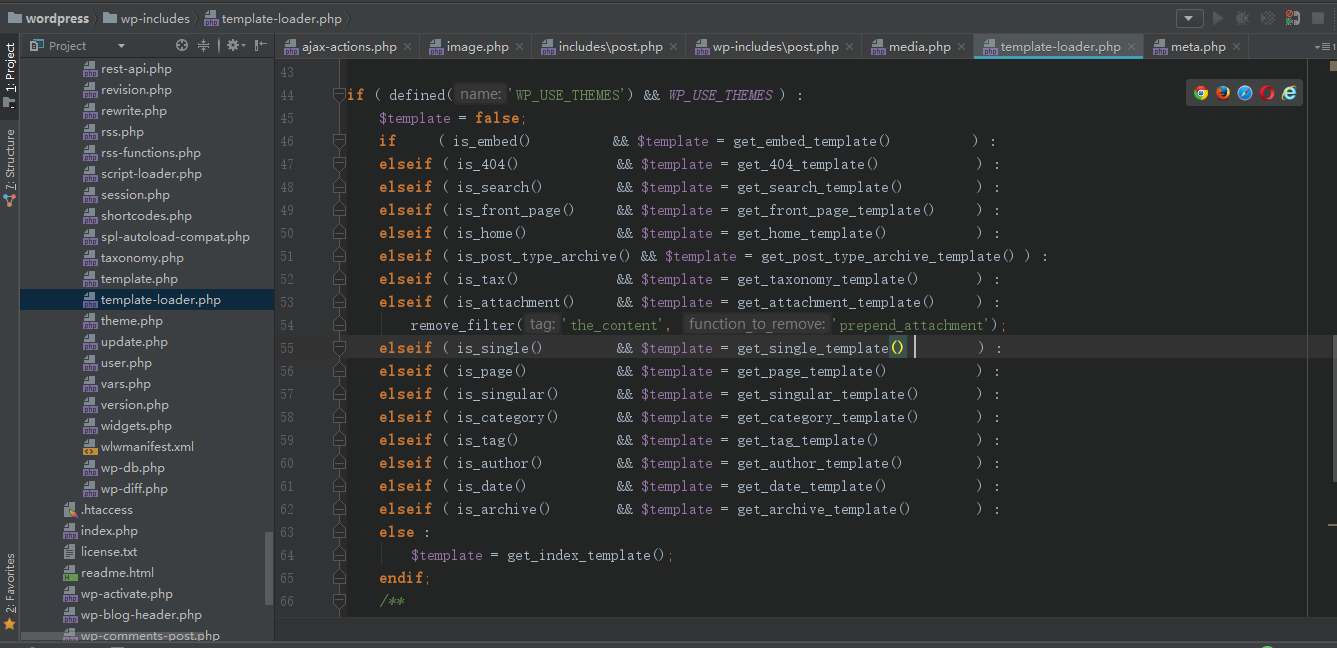 wordpress wp-includes template-loader.php
Project
ajax-actions.php image.php includes\post.php wp-includes\post.php media.php template-loader.php meta.php
1: Project
7: Structure
2: Favorites
rest-api.php
revision.php
rewrite.php
rss.php
rss-functions.php
script-loader.php
session.php
shortcodes.php
spl-autoload-compat.php
taxonomy.php
template.php
template-loader.php
theme.php
update.php
user.php
vars.php
version.php
widgets.php
wlwmanifest.xml
wp-db.php
wp-diff.php
.htaccess
index.php
license.txt
readme.html
wp-activate.php
wp-blog-header.php
wp-comments-post.php
43
44 if ( defined( name: 'WP_USE_THEMES') && WP_USE_THEMES ) :
45 $template = false;
46 if ( is_embed() && $template = get_embed_template() ) :
47 elseif ( is_404() && $template = get_404_template() ) :
48 elseif ( is_search() && $template = get_search_template() ) :
49 elseif ( is_front_page() && $template = get_front_page_template() ) :
50 elseif ( is_home() && $template = get_home_template() ) :
51 elseif ( is_post_type_archive() && $template = get_post_type_archive_template() ) :
52 elseif ( is_tax() && $template = get_taxonomy_template() ) :
53 elseif ( is_attachment() && $template = get_attachment_template() ) :
54 remove_filter( tag: 'the_content', function_to_remove: 'prepend_attachment');
55 elseif ( is_single() && $template = get_single_template() ) :
56 elseif ( is_page() && $template = get_page_template() ) :
57 elseif ( is_singular() && $template = get_singular_template() ) :
58 elseif ( is_category() && $template = get_category_template() ) :
59 elseif ( is_tag() && $template = get_tag_template() ) :
60 elseif ( is_author() && $template = get_author_template() ) :
61 elseif ( is_date() && $template = get_date_template() ) :
62 elseif ( is_archive() && $template = get_archive_template() ) :
63 else :
64 $template = get_index_template();
65 endif;
66 /**